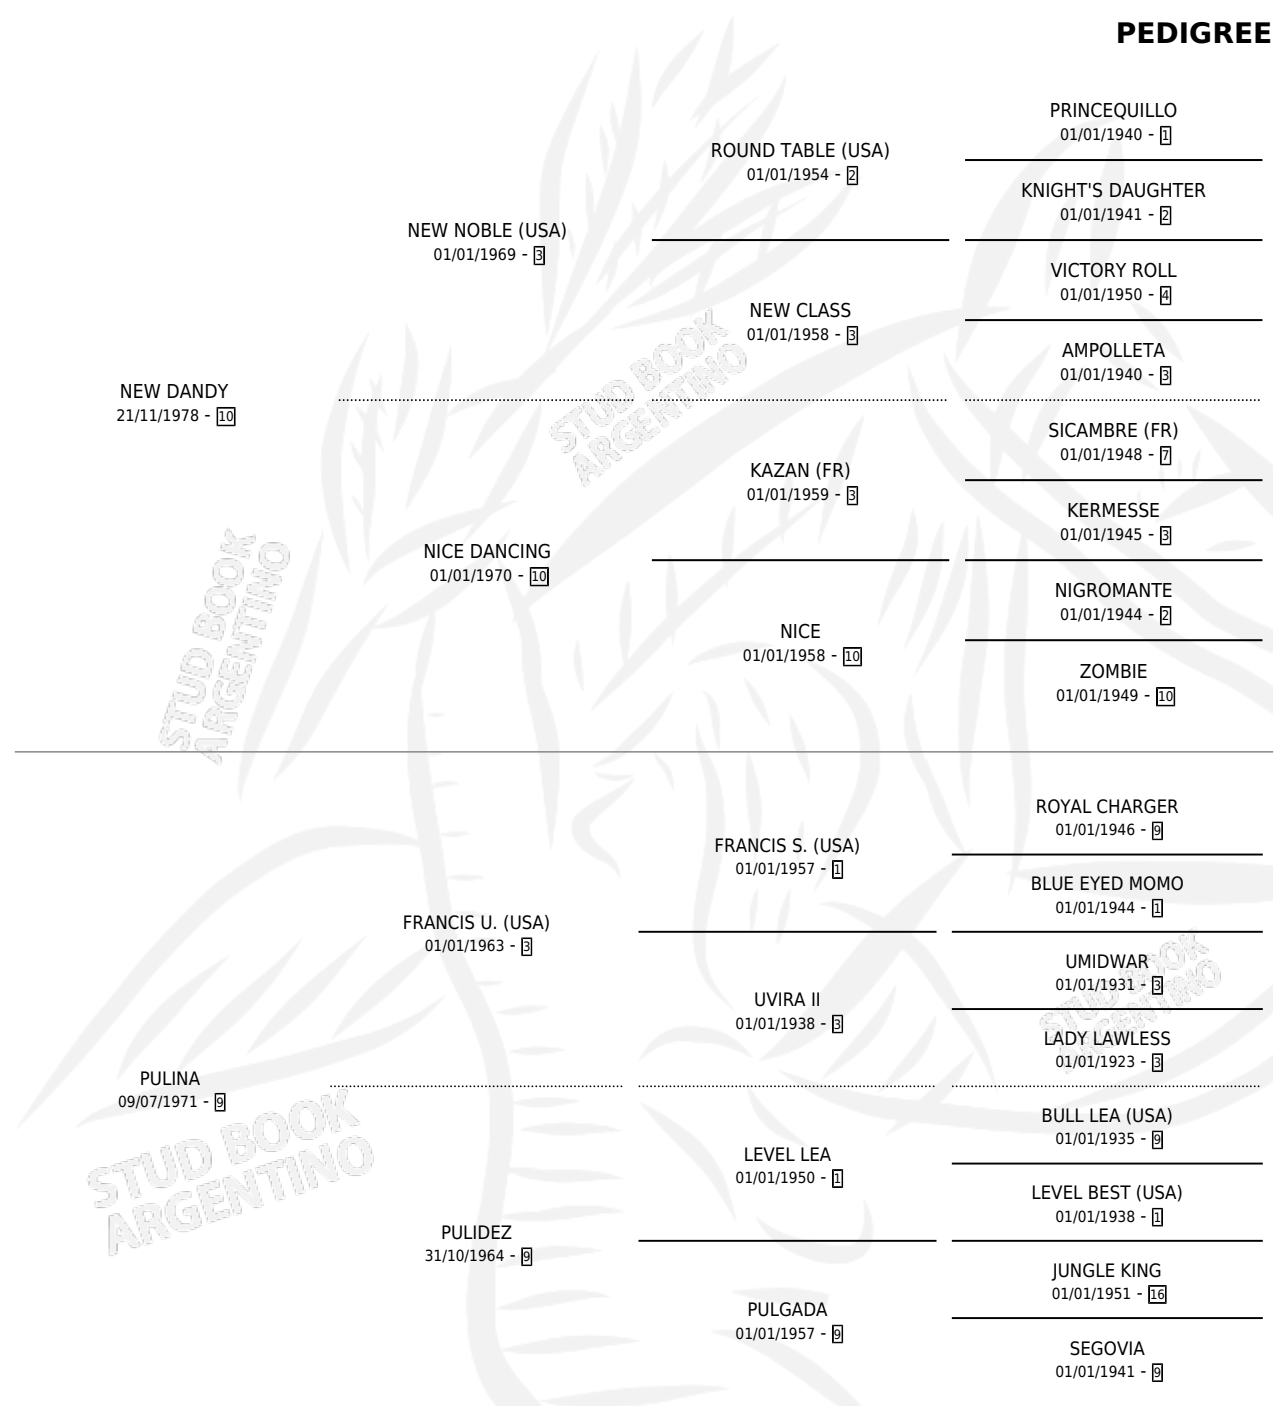 PEDIGREE
PRINCEQUILLO
01/01/1940 - 1
ROUND TABLE (USA)
01/01/1954 - 2
KNIGHT'S DAUGHTER
01/01/1941 - 2
NEW NOBLE (USA)
01/01/1969 - 3
VICTORY ROLL
01/01/1950 - 4
NEW CLASS
01/01/1958 - 3
AMPOLLETA
01/01/1940 - 3
NEW DANDY
21/11/1978 - 10
SICAMBRE (FR)
01/01/1948 - 7
KAZAN (FR)
01/01/1959 - 3
KERMESSE
01/01/1945 - 3
NICE DANCING
01/01/1970 - 10
NIGROMANTE
01/01/1944 - 2
NICE
01/01/1958 - 10
ZOMBIE
01/01/1949 - 10
ROYAL CHARGER
01/01/1946 - 9
FRANCIS S. (USA)
01/01/1957 - 1
BLUE EYED MOMO
01/01/1944 - 1
FRANCIS U. (USA)
01/01/1963 - 3
UMIDWAR
01/01/1931 - 3
UVIRA II
01/01/1938 - 3
LADY LAWLESS
01/01/1923 - 3
PULINA
09/07/1971 - 9
BULL LEA (USA)
01/01/1935 - 9
LEVEL LEA
01/01/1950 - 1
LEVEL BEST (USA)
01/01/1938 - 1
PULIDEZ
31/10/1964 - 9
JUNGLE KING
01/01/1951 - 16
PULGADA
01/01/1957 - 9
SEGOVIA
01/01/1941 - 9
STUD BOOK
ARGENTINO
STUD BOOK
ARGENTINO
STUD BOOK
ARGENTINO
STUD BOOK
ARGENTINO